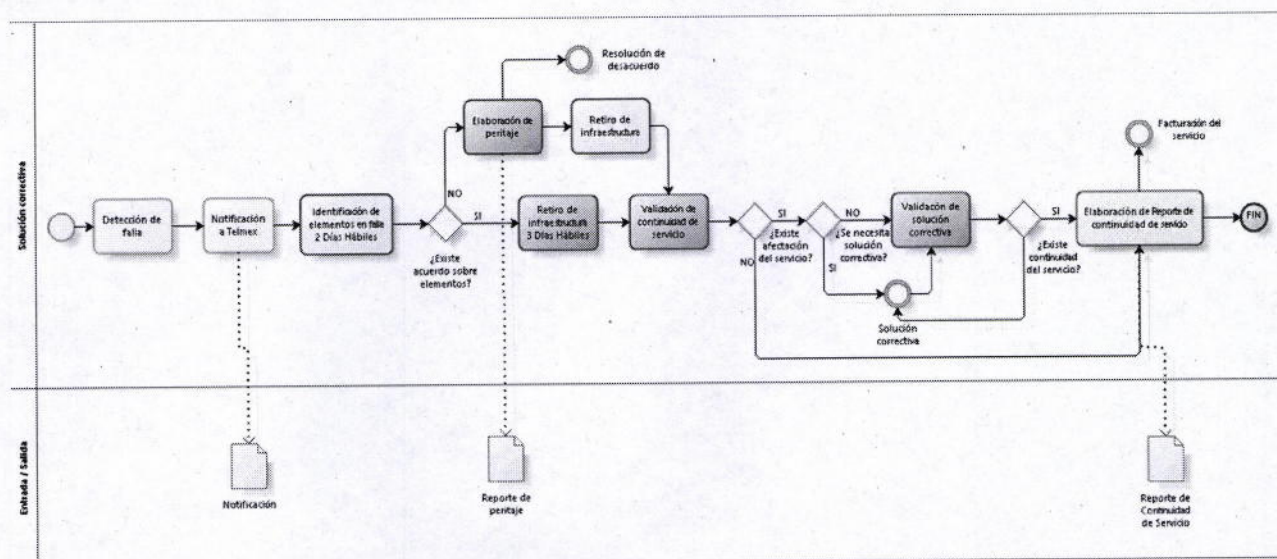 Solución correctiva
Resolución de
desacuerdo
Elaboración de
peritaje
Retiro de
infraestructura
Facturación del
servicio
NO
Detección de
falla
Notificación
a Telmex
Identificación de
elementos en falla
2 Días Hábiles
SI
¿Existe
acuerdo sobre
elementos?
Retiro de
infraestructura
3 Días Hábiles
Validación de
continuidad de
servicio
SI
¿Existe
afectación
del servicio?
NO
NO
¿Se necesita
solución
correctiva?
SI
Validación de
solución
correctiva
Solución
correctiva
SI
¿Existe
continuidad
del servicio?
Elaboración de Reporte de
continuidad de servicio
FIN
Entrada / Salida
Notificación
Reporte de
peritaje
Reporte de
Continuidad
de Servicio